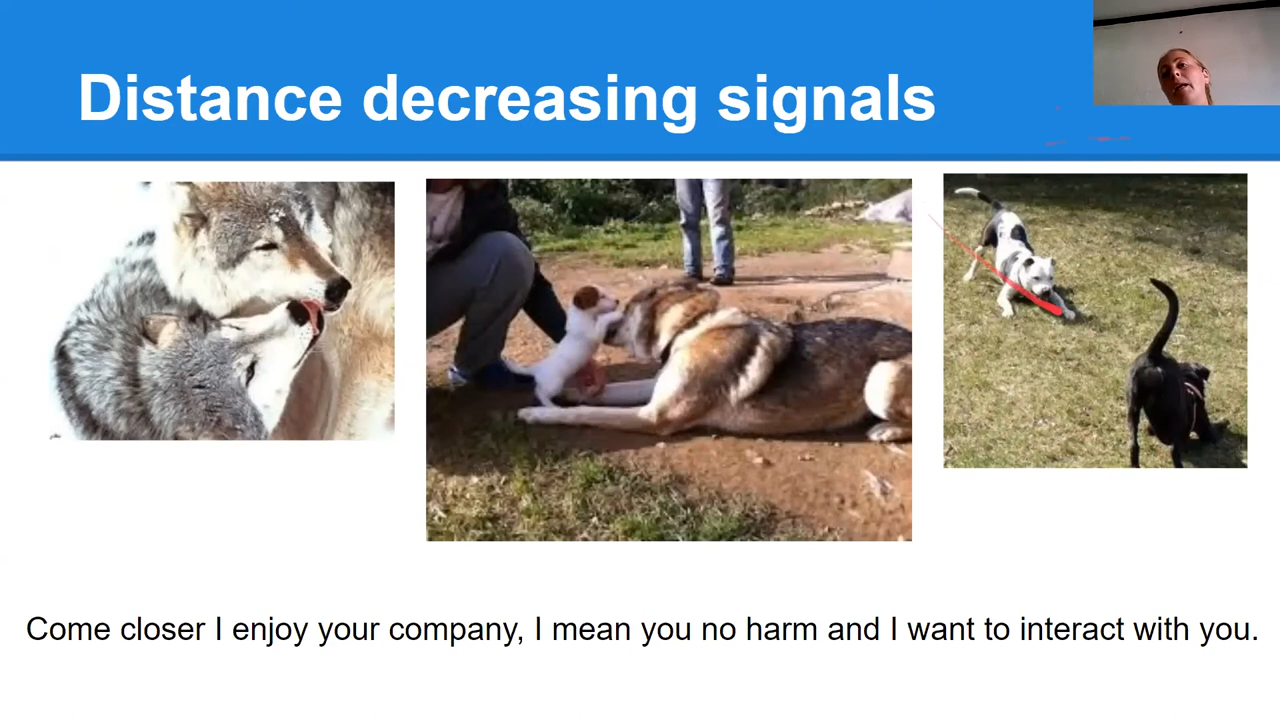 Distance decreasing signals
Come closer I enjoy your company, I mean you no harm and I want to interact with you.